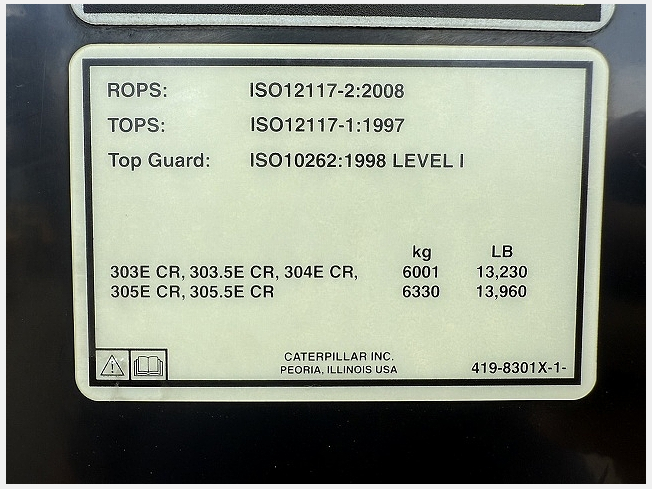 ROPS: ISO12117-2:2008
TOPS: ISO12117-1:1997
Top Guard: ISO10262:1998 LEVEL I
kg LB
303E CR, 303.5E CR, 304E CR, 6001 13,230
305E CR, 305.5E CR 6330 13,960
CATERPILLAR INC.
PEORIA, ILLINOIS USA
419-8301X-1-